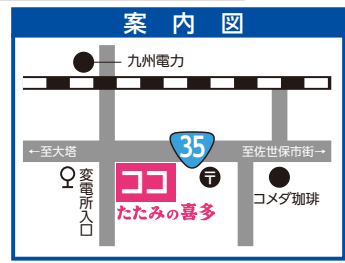 案内図
九州電力
35
←至大塔
至佐世保市街→
変電所入口
ココ
〒
コメダ珈琲
たたみの喜多